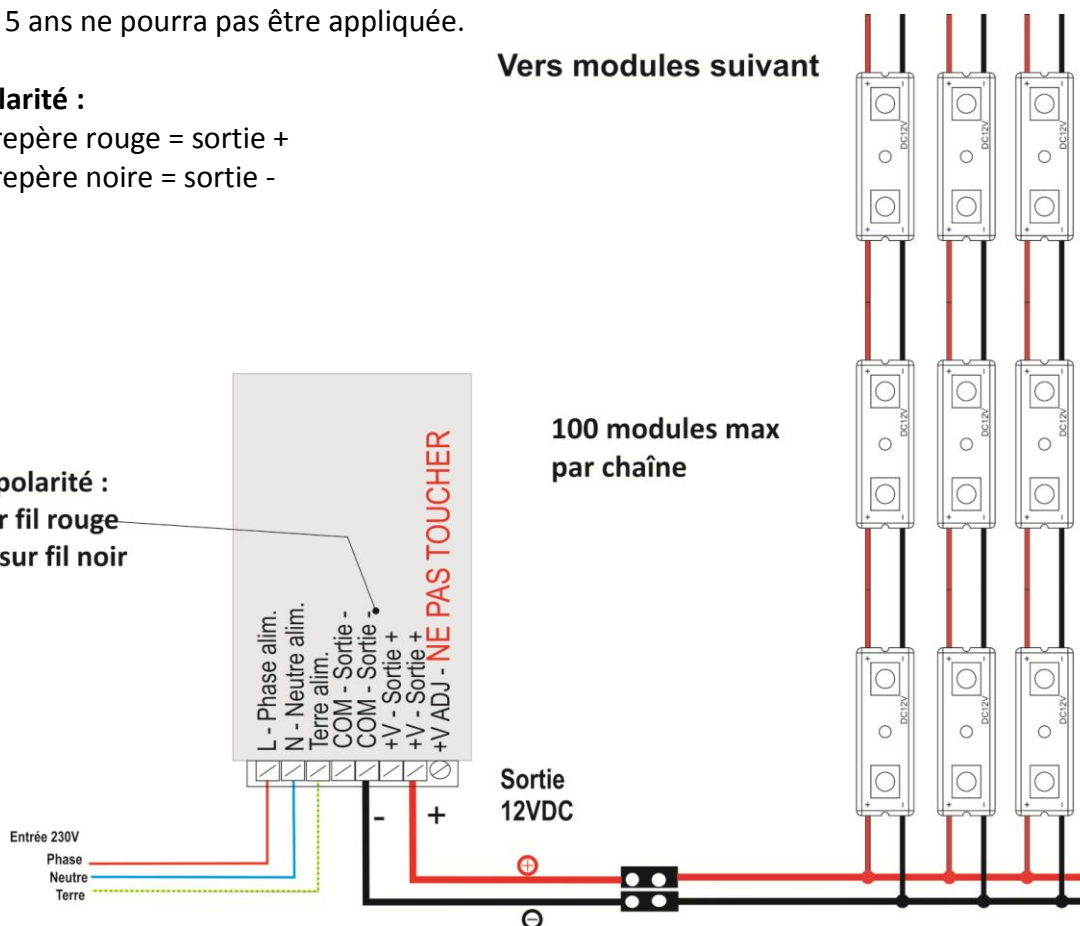 5 ans ne pourra pas être appliquée.
Vers modules suivant
larité :
repère rouge = sortie +
repère noire = sortie -
100 modules max
par chaîne
polarité :
r fil rouge
sur fil noir
L - Phase alim.
N - Neutre alim.
Terre alim.
COM - Sortie -
COM - Sortie -
+V - Sortie +
+V - Sortie +
+V ADJ - NE PAS TOUCHER
Sortie
12VDC
- +
Entrée 230V
Phase
Neutre
Terre
+ -
DC12V
+ -
+ -
DC12V
+ -
+ -
DC12V
+ -
+ -
DC12V
+ -
+ -
DC12V
+ -
+ -
DC12V
+ -
+ -
DC12V
+ -
+ -
DC12V
+ -
+ -
DC12V
+ -
+
-